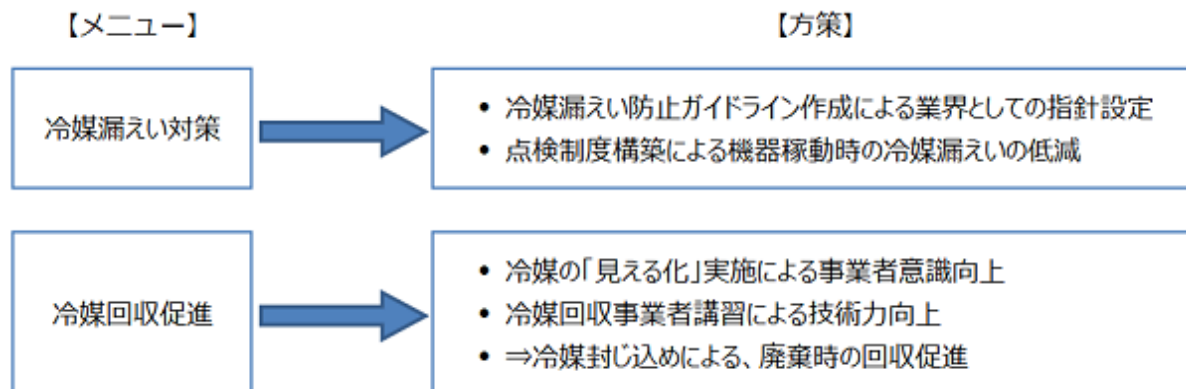 【メニュー】
【方策】
冷媒漏えい対策
• 冷媒漏えい防止ガイドライン作成による業界としての指針設定
• 点検制度構築による機器稼動時の冷媒漏えいの低減
冷媒回収促進
• 冷媒の「見える化」実施による事業者意識向上
• 冷媒回収事業者講習による技術力向上
• ⇒冷媒封じ込めによる、廃棄時の回収促進